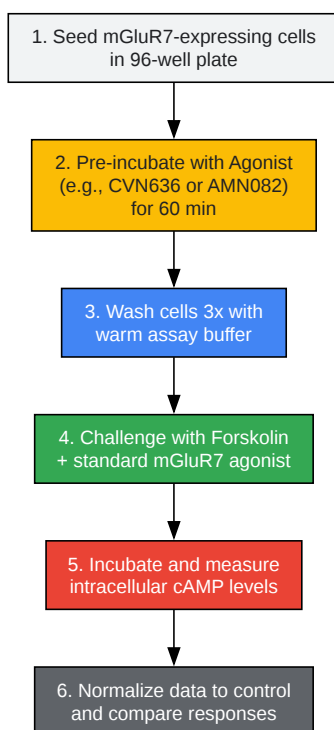 1. Seed mGluR7-expressing cells
in 96-well plate
2. Pre-incubate with Agonist
(e.g., CVN636 or AMN082)
for 60 min
3. Wash cells 3x with
warm assay buffer
4. Challenge with Forskolin
+ standard mGluR7 agonist
5. Incubate and measure
intracellular cAMP levels
6. Normalize data to control
and compare responses